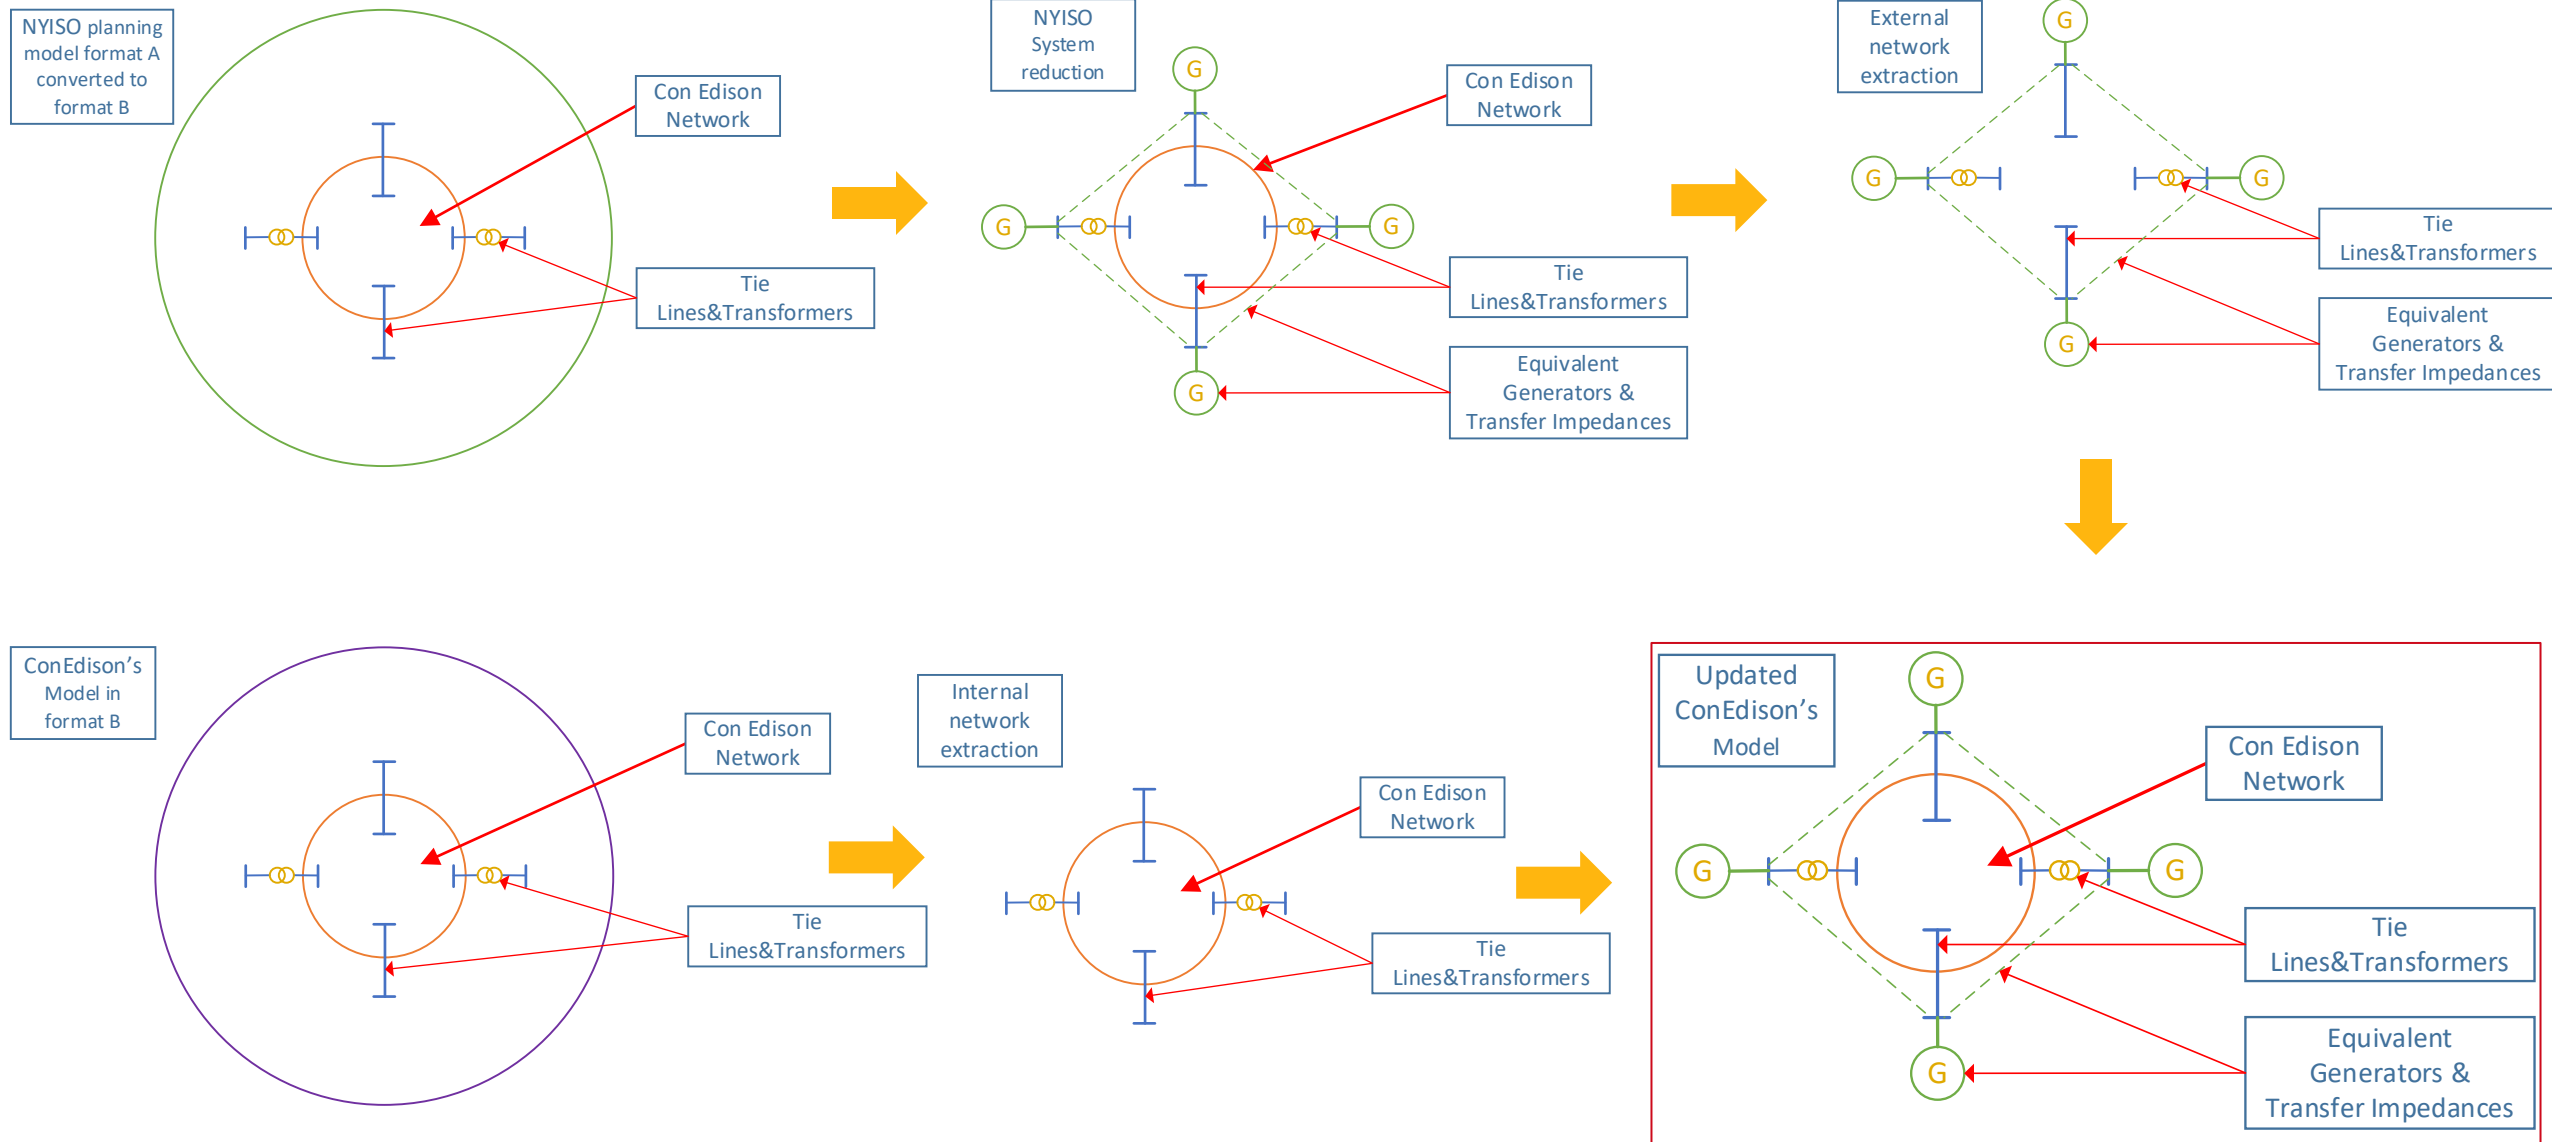 NYISO planning
model format A
converted to
format B
Con Edison
Network
Tie
Lines&Transformers
NYISO
System
reduction
G
G
G
G
Con Edison
Network
Tie
Lines&Transformers
Equivalent
Generators &
Transfer Impedances
External
network
extraction
G
G
G
G
Tie
Lines&Transformers
Equivalent
Generators &
Transfer Impedances
ConEdison's
Model in
format B
Con Edison
Network
Tie
Lines&Transformers
Internal
network
extraction
Con Edison
Network
Tie
Lines&Transformers
Updated
ConEdison's
Model
G
G
G
G
Con Edison
Network
Tie
Lines&Transformers
Equivalent
Generators &
Transfer Impedances